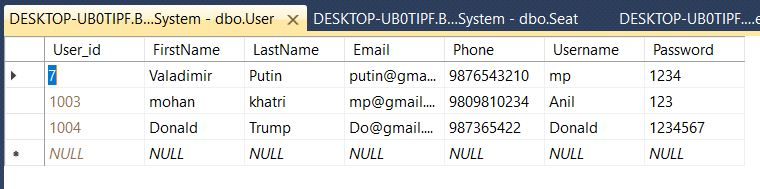 DESKTOP-UB0TIPF.B...System - dbo.User DESKTOP-UB0TIPF.B...System - dbo.Seat DESKTOP-UB0TIPF....e
User_id FirstName LastName Email Phone Username Password
7 Valadimir Putin putin@gma... 9876543210 mp 1234
1003 mohan khatri mp@gmail.... 9809810234 Anil 123
1004 Donald Trump Do@gmail.... 987365422 Donald 1234567
NULL NULL NULL NULL NULL NULL NULL